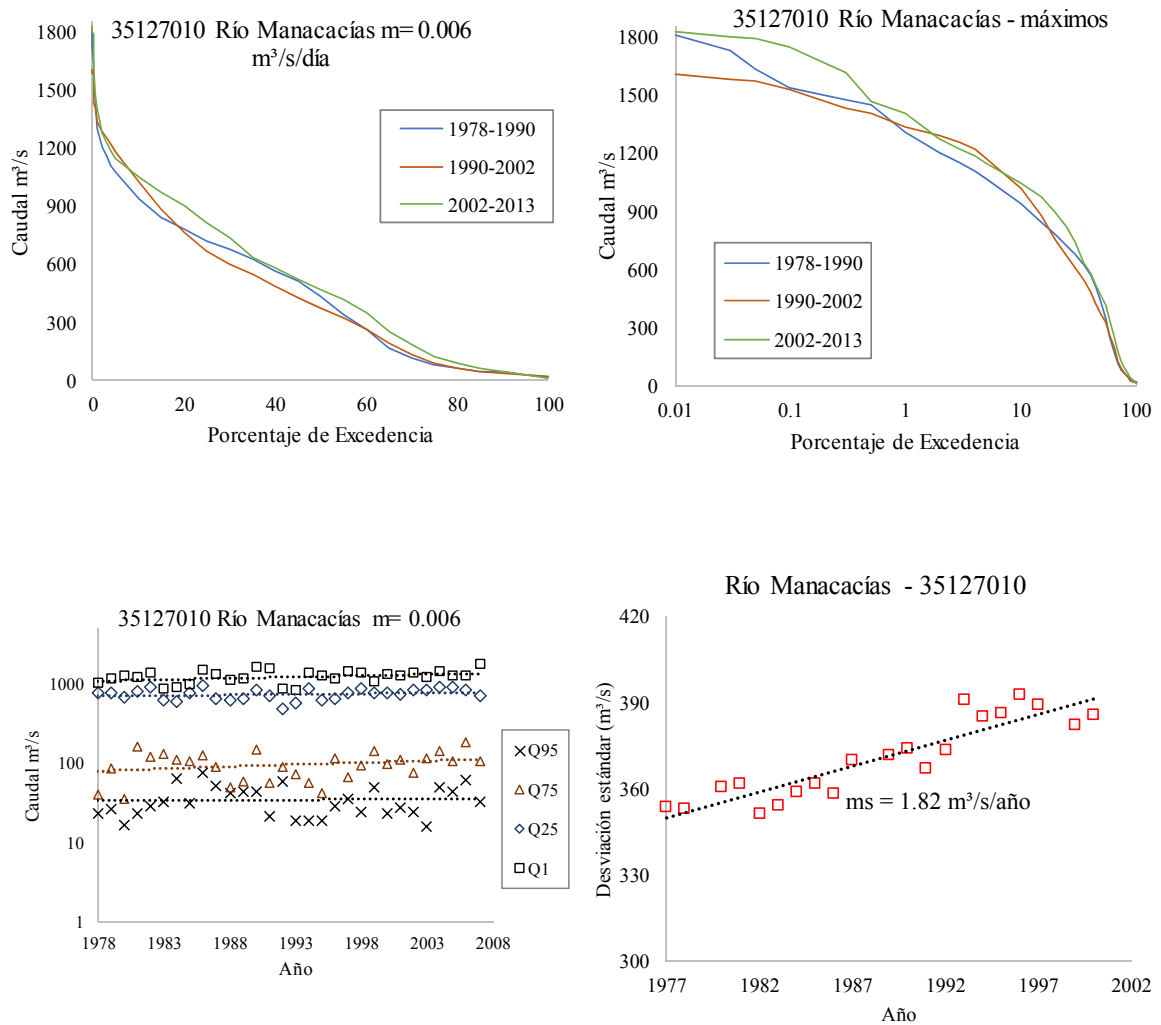 35127010 Río Manacacías m= 0.006
m³/s/día
1800
1500
1200
900
600
300
0
Caudal m³/s
1978-1990
1990-2002
2002-2013
0
20
40
60
80
100
Porcentaje de Excedencia
35127010 Río Manacacías - máximos
1800
1500
1200
900
600
300
0
Caudal m³/s
1978-1990
1990-2002
2002-2013
0.01
0.1
1
10
100
Porcentaje de Excedencia
35127010 Río Manacacías m= 0.006
1000
100
10
1
Caudal m³/s
Q95
Q75
Q25
Q1
1978
1983
1988
1993
1998
2003
2008
Año
Río Manacacías - 35127010
420
390
360
330
300
Desviación estándar (m³/s)
ms = 1.82 m³/s/año
1977
1982
1987
1992
1997
2002
Año